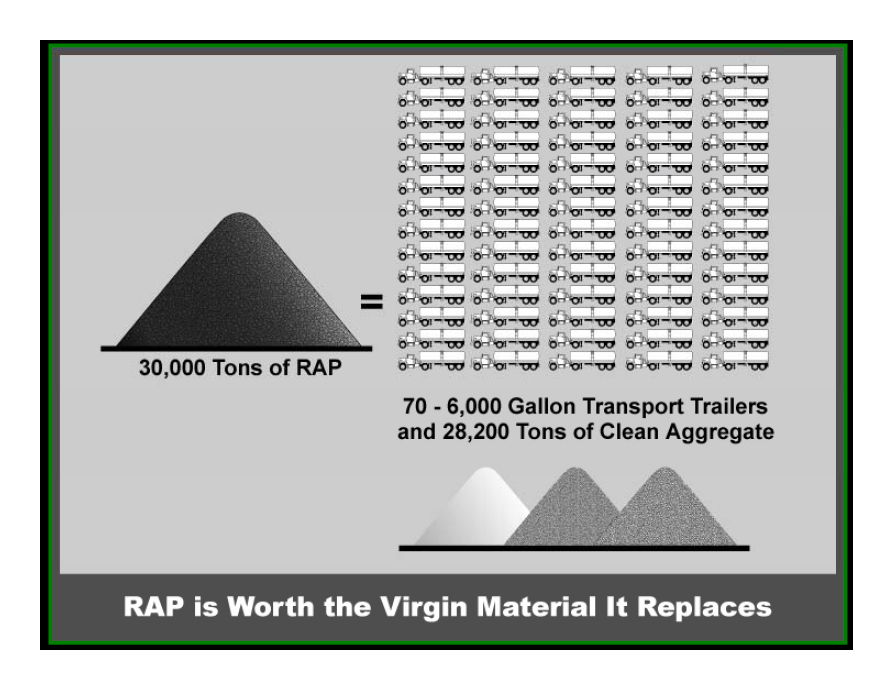 =
30,000 Tons of RAP
70 - 6,000 Gallon Transport Trailers
and 28,200 Tons of Clean Aggregate
RAP is Worth the Virgin Material It Replaces